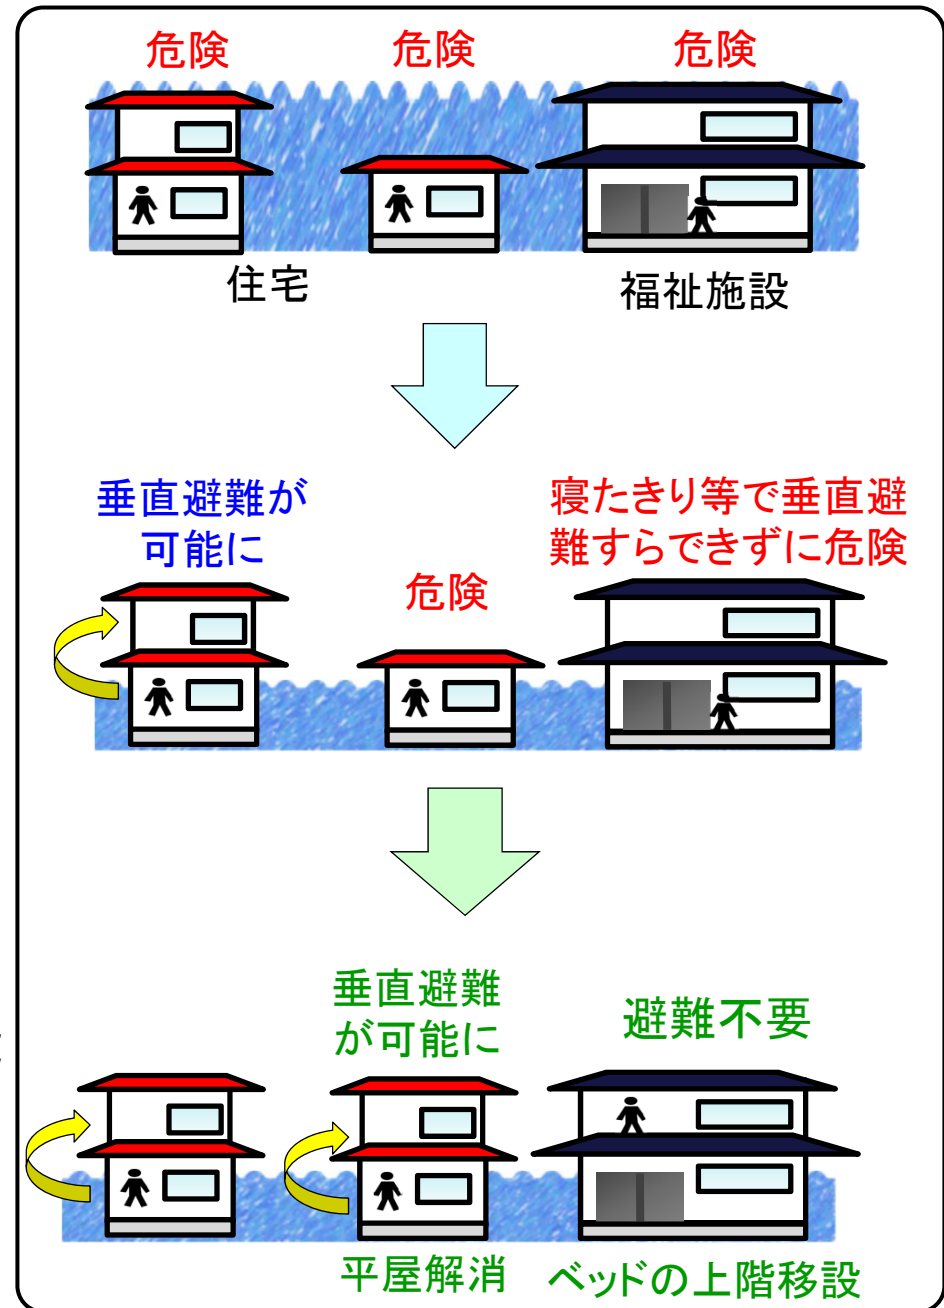 危険
危険
危険
住宅
福祉施設
垂直避難が
可能に
寝たきり等で垂直避
難すらできずに危険
危険
垂直避難
が可能に
避難不要
平屋解消
ベッドの上階移設